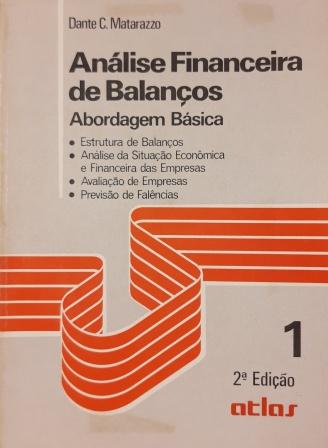 Dante C. Matarazzo
Análise Financeira
de Balanços
Abordagem Básica
• Estrutura de Balanços
• Análise da Situação Econômica
e Financeira das Empresas
• Avaliação de Empresas
• Previsão de Falências
1
2ª Edição
atlas